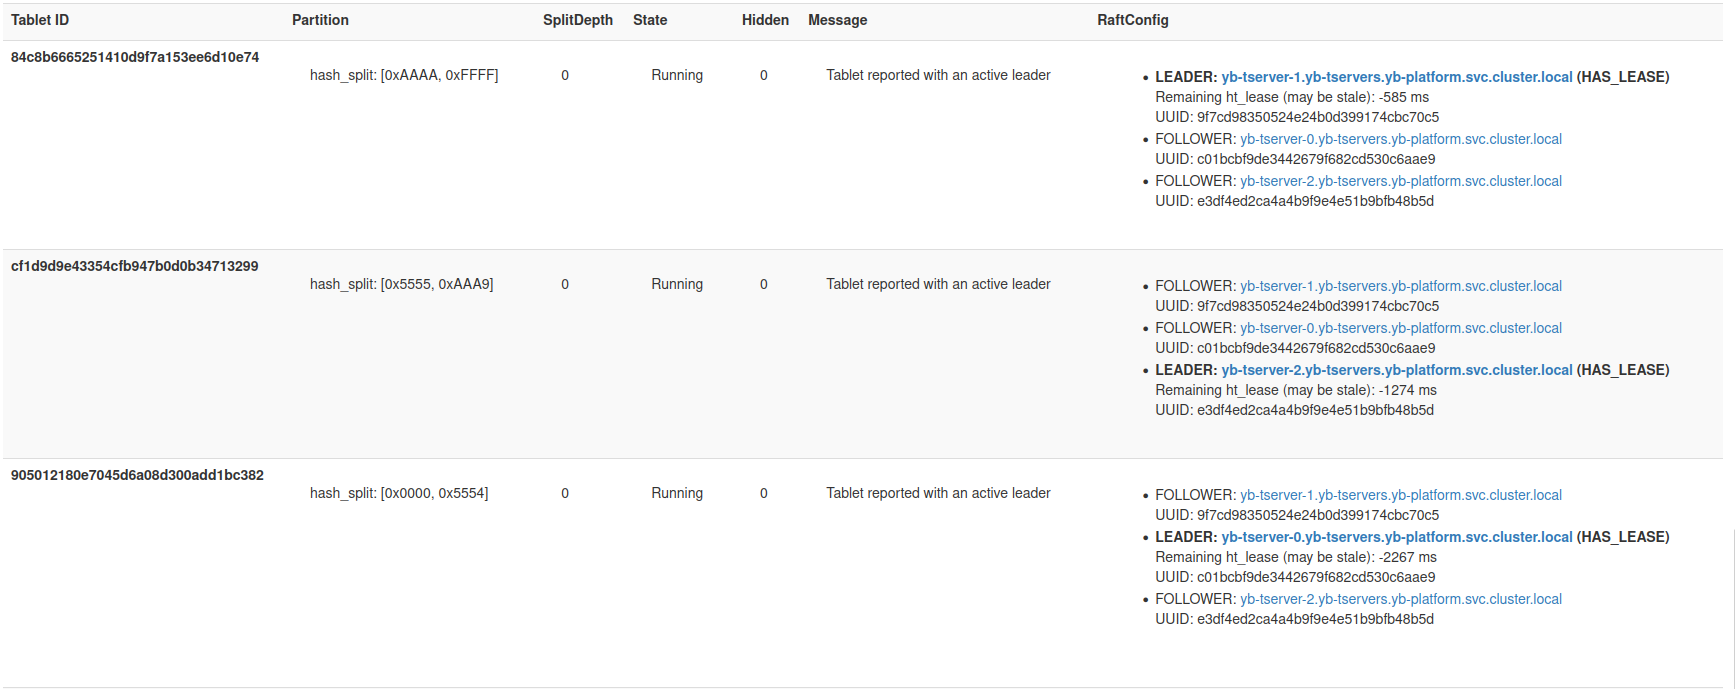 Tablet ID Partition SplitDepth State Hidden Message RaftConfig
84c8b6665251410d9f7a153ee6d10e74
hash_split: [0xAAAA, 0xFFFF] 0 Running 0 Tablet reported with an active leader
• LEADER: yb-tserver-1.yb-tservers.yb-platform.svc.cluster.local (HAS_LEASE)
Remaining ht_lease (may be stale): -585 ms
UUID: 9f7cd98350524e24b0d399174cbc70c5
• FOLLOWER: yb-tserver-0.yb-tservers.yb-platform.svc.cluster.local
UUID: c01bcbf9de3442679f682cd530c6aae9
• FOLLOWER: yb-tserver-2.yb-tservers.yb-platform.svc.cluster.local
UUID: e3df4ed2ca4a4b9f9e4e51b9bfb48b5d
cf1d9d9e43354cfb947b0d0b34713299
hash_split: [0x5555, 0xAAA9] 0 Running 0 Tablet reported with an active leader
• FOLLOWER: yb-tserver-1.yb-tservers.yb-platform.svc.cluster.local
UUID: 9f7cd98350524e24b0d399174cbc70c5
• FOLLOWER: yb-tserver-0.yb-tservers.yb-platform.svc.cluster.local
UUID: c01bcbf9de3442679f682cd530c6aae9
• LEADER: yb-tserver-2.yb-tservers.yb-platform.svc.cluster.local (HAS_LEASE)
Remaining ht_lease (may be stale): -1274 ms
UUID: e3df4ed2ca4a4b9f9e4e51b9bfb48b5d
905012180e7045d6a08d300add1bc382
hash_split: [0x0000, 0x5554] 0 Running 0 Tablet reported with an active leader
• FOLLOWER: yb-tserver-1.yb-tservers.yb-platform.svc.cluster.local
UUID: 9f7cd98350524e24b0d399174cbc70c5
• LEADER: yb-tserver-0.yb-tservers.yb-platform.svc.cluster.local (HAS_LEASE)
Remaining ht_lease (may be stale): -2267 ms
UUID: c01bcbf9de3442679f682cd530c6aae9
• FOLLOWER: yb-tserver-2.yb-tservers.yb-platform.svc.cluster.local
UUID: e3df4ed2ca4a4b9f9e4e51b9bfb48b5d